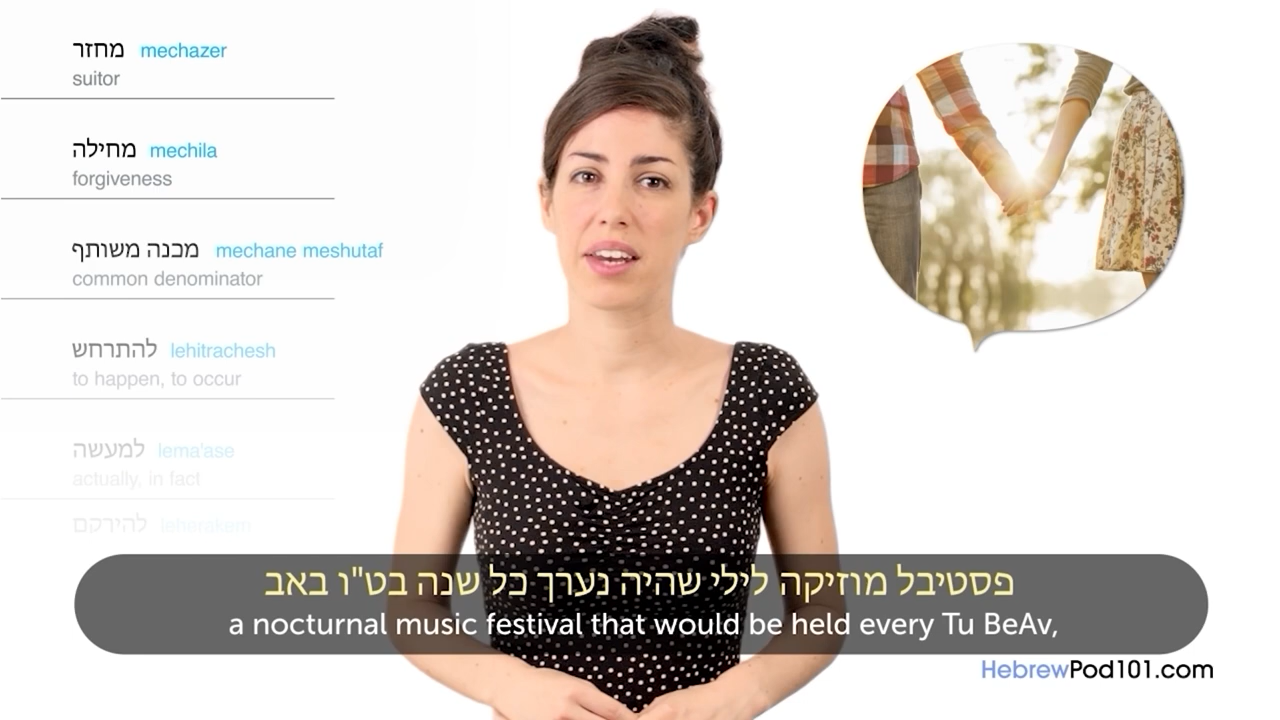 מחזר mechazer
suitor
מחילה mechila
forgiveness
מכנה משותף mechane meshutaf
common denominator
להתרחש lehitrachesh
to happen, to occur
למעשה lema'ase
actually, in fact
להירקם leherakem
פסטיבל מוזיקה לילי שהיה נערך כל שנה בט"ו באב
a nocturnal music festival that would be held every Tu BeAv,
HebrewPod101.com